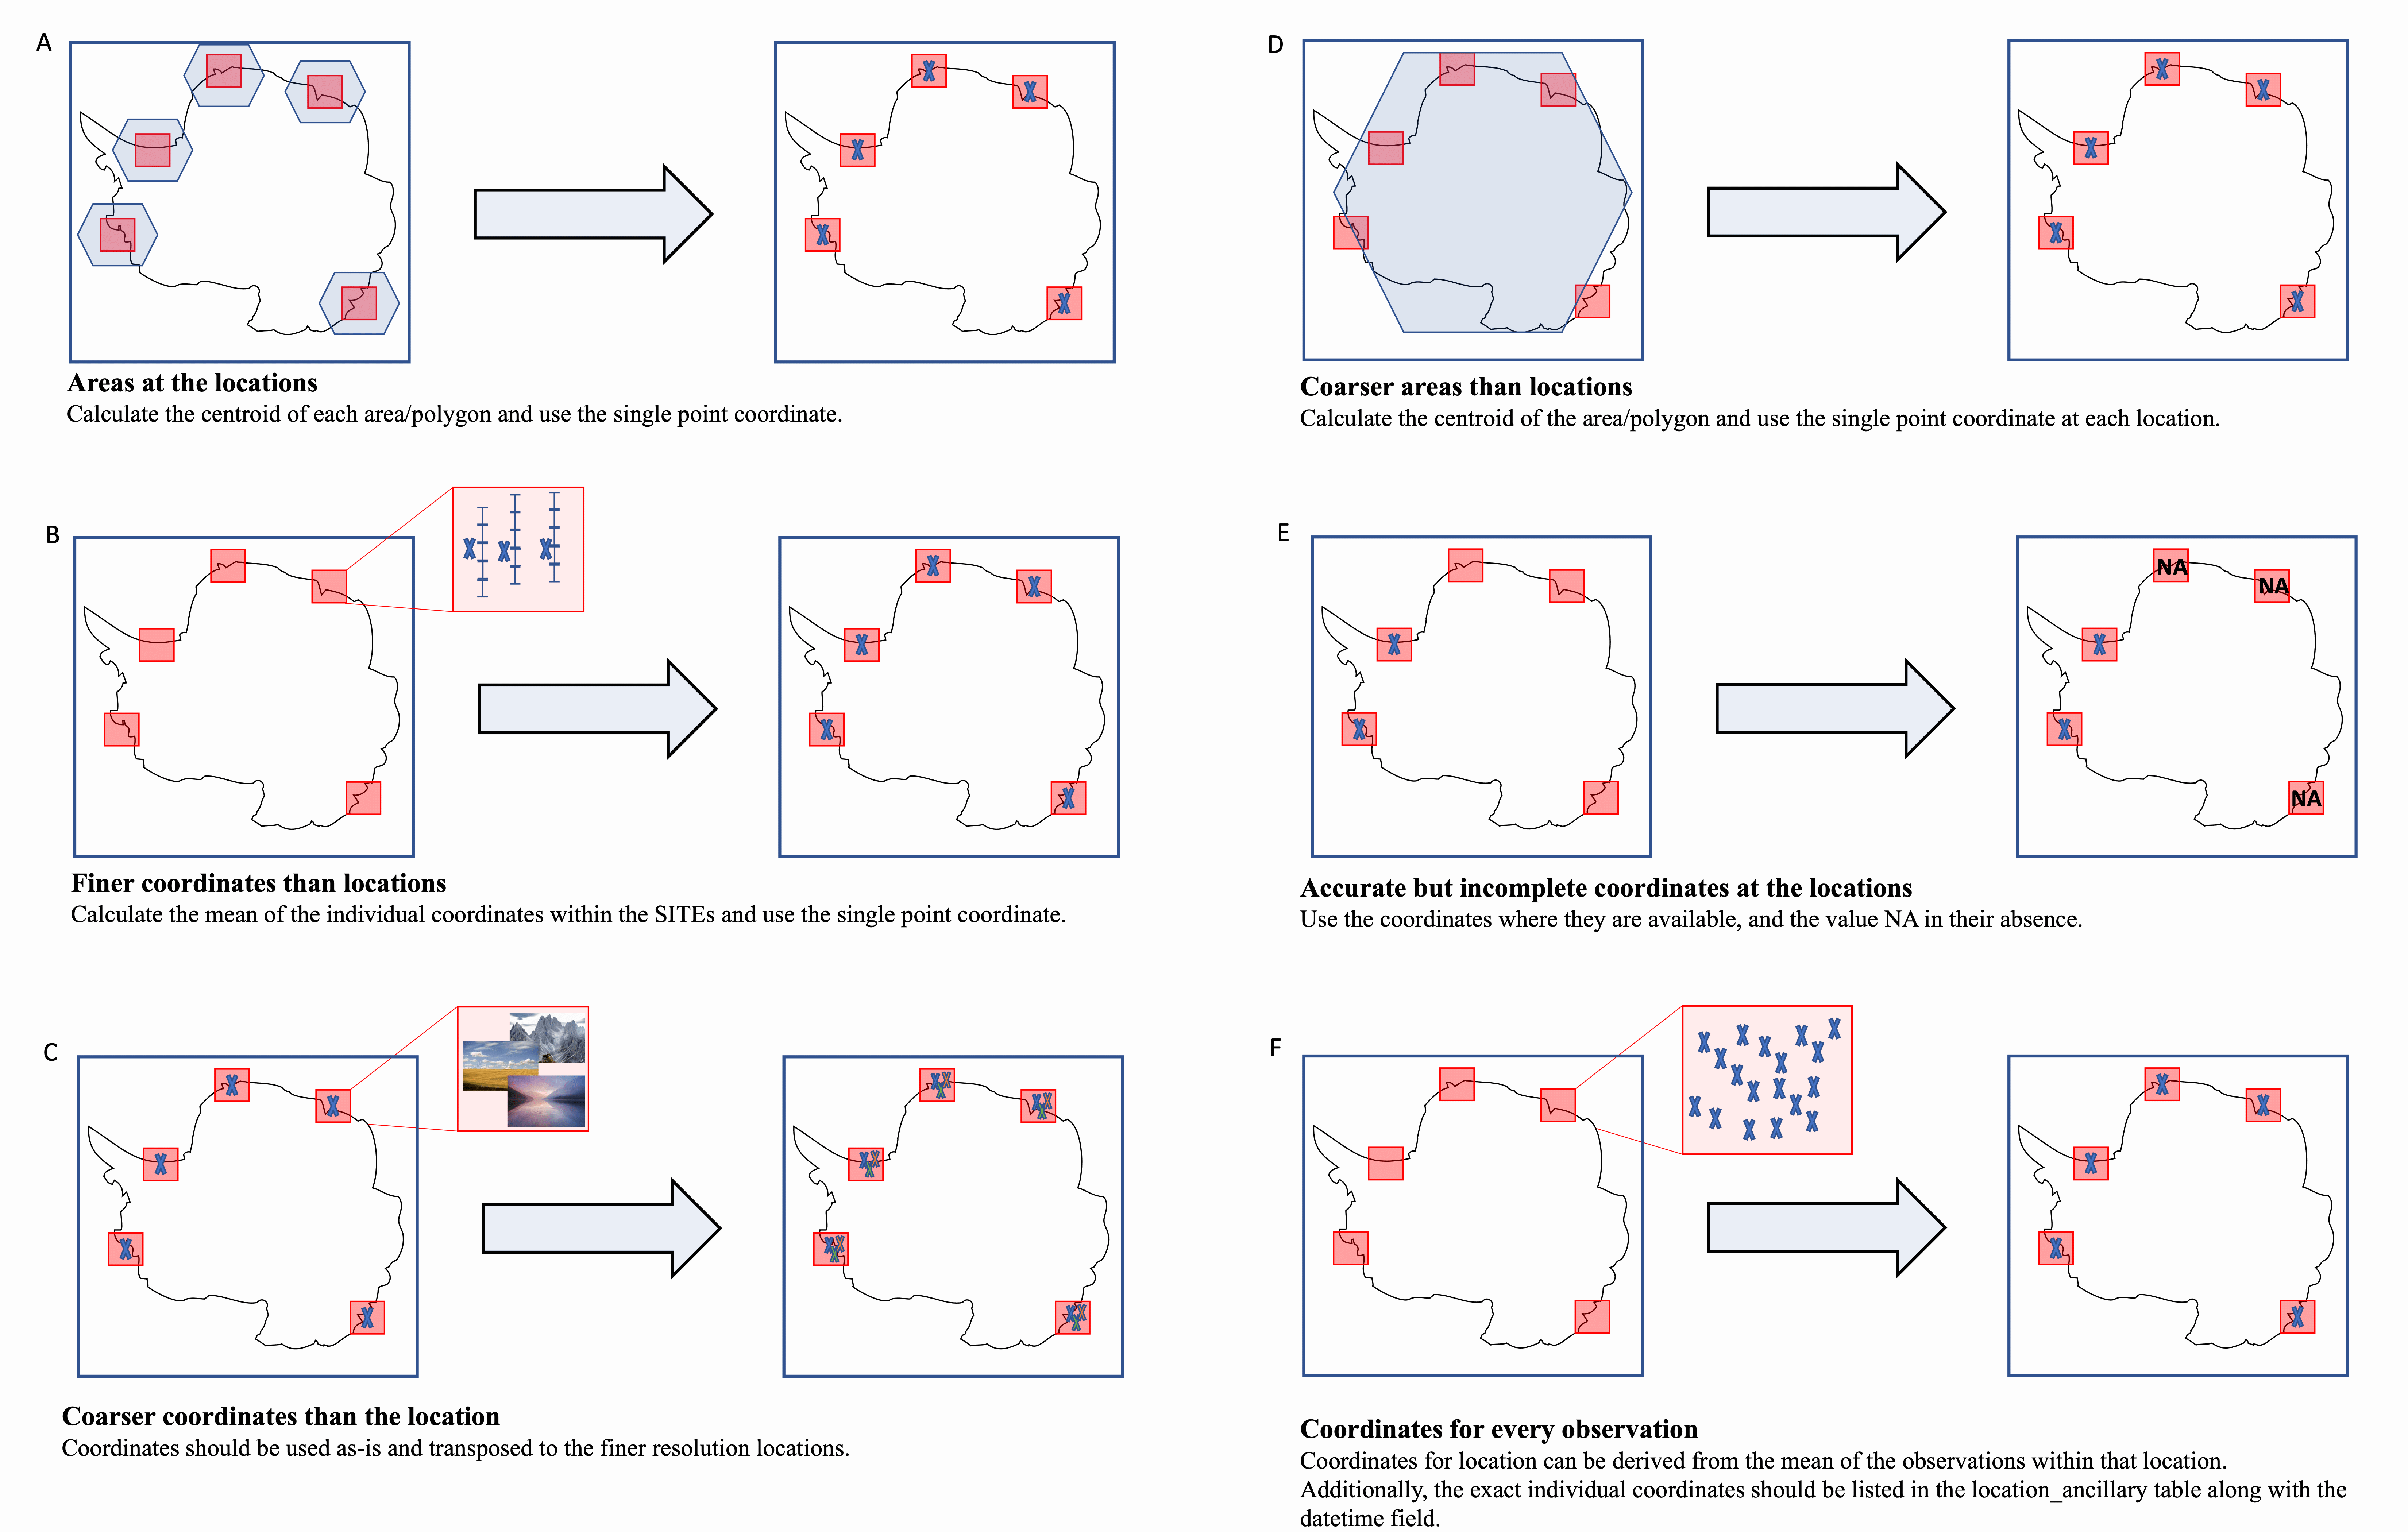 A
Areas at the locations
Calculate the centroid of each area/polygon and use the single point coordinate.
B
Finer coordinates than locations
Calculate the mean of the individual coordinates within the SITEs and use the single point coordinate.
C
Coarser coordinates than the location
Coordinates should be used as-is and transposed to the finer resolution locations.
D
Coarser areas than locations
Calculate the centroid of the area/polygon and use the single point coordinate at each location.
E
NA
NA
NA
Accurate but incomplete coordinates at the locations
Use the coordinates where they are available, and the value NA in their absence.
F
Coordinates for every observation
Coordinates for location can be derived from the mean of the observations within that location.
Additionally, the exact individual coordinates should be listed in the location_ancillary table along with the
datetime field.